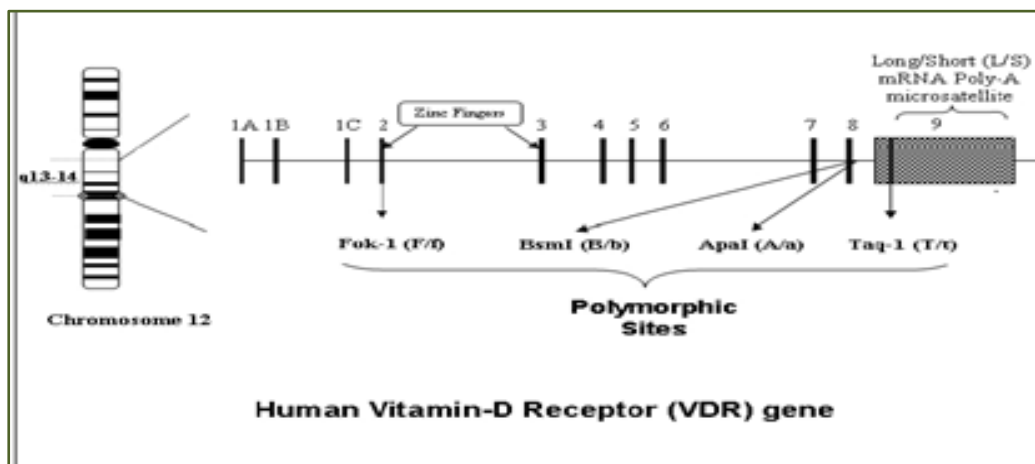 Long/Short (L/S)
mRNA Poly-A
microsatellite
Zinc Fingers
1A 1B 1C 2 3 4 5 6 7 8 9
q13-14
Fok-1 (F/f) BsmI (B/b) ApaI (A/a) Taq-1 (T/t)
Polymorphic
Sites
Chromosome 12
Human Vitamin-D Receptor (VDR) gene